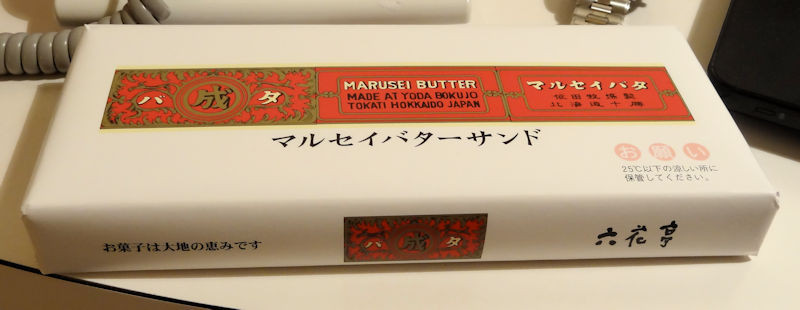 バ 成 タ
MARUSEI BUTTER
MADE AT YODA BOKUJO
TOKATI HOKKAIDO JAPAN
マルセイバタ
依田牧場製
北海道十勝
マルセイバターサンド
お願い
25℃以下の涼しい所に
保管してください。
お菓子は大地の恵みです
バ 成 タ
六花亭